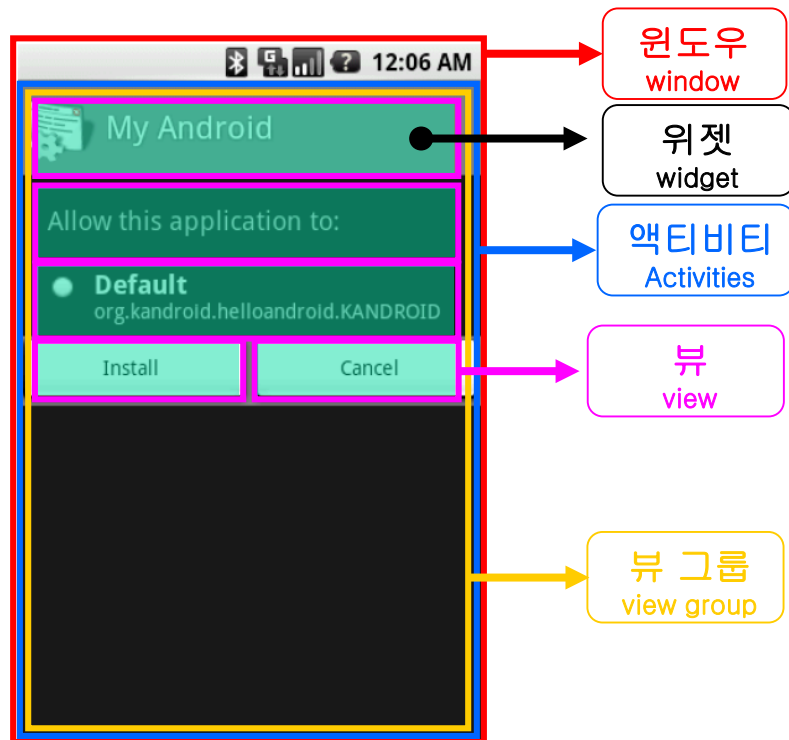 12:06 AM
My Android
Allow this application to:
Default
org.kandroid.helloandroid.KANDROID
Install
Cancel
윈도우
window
위젯
widget
액티비티
Activities
뷰
view
뷰 그룹
view group